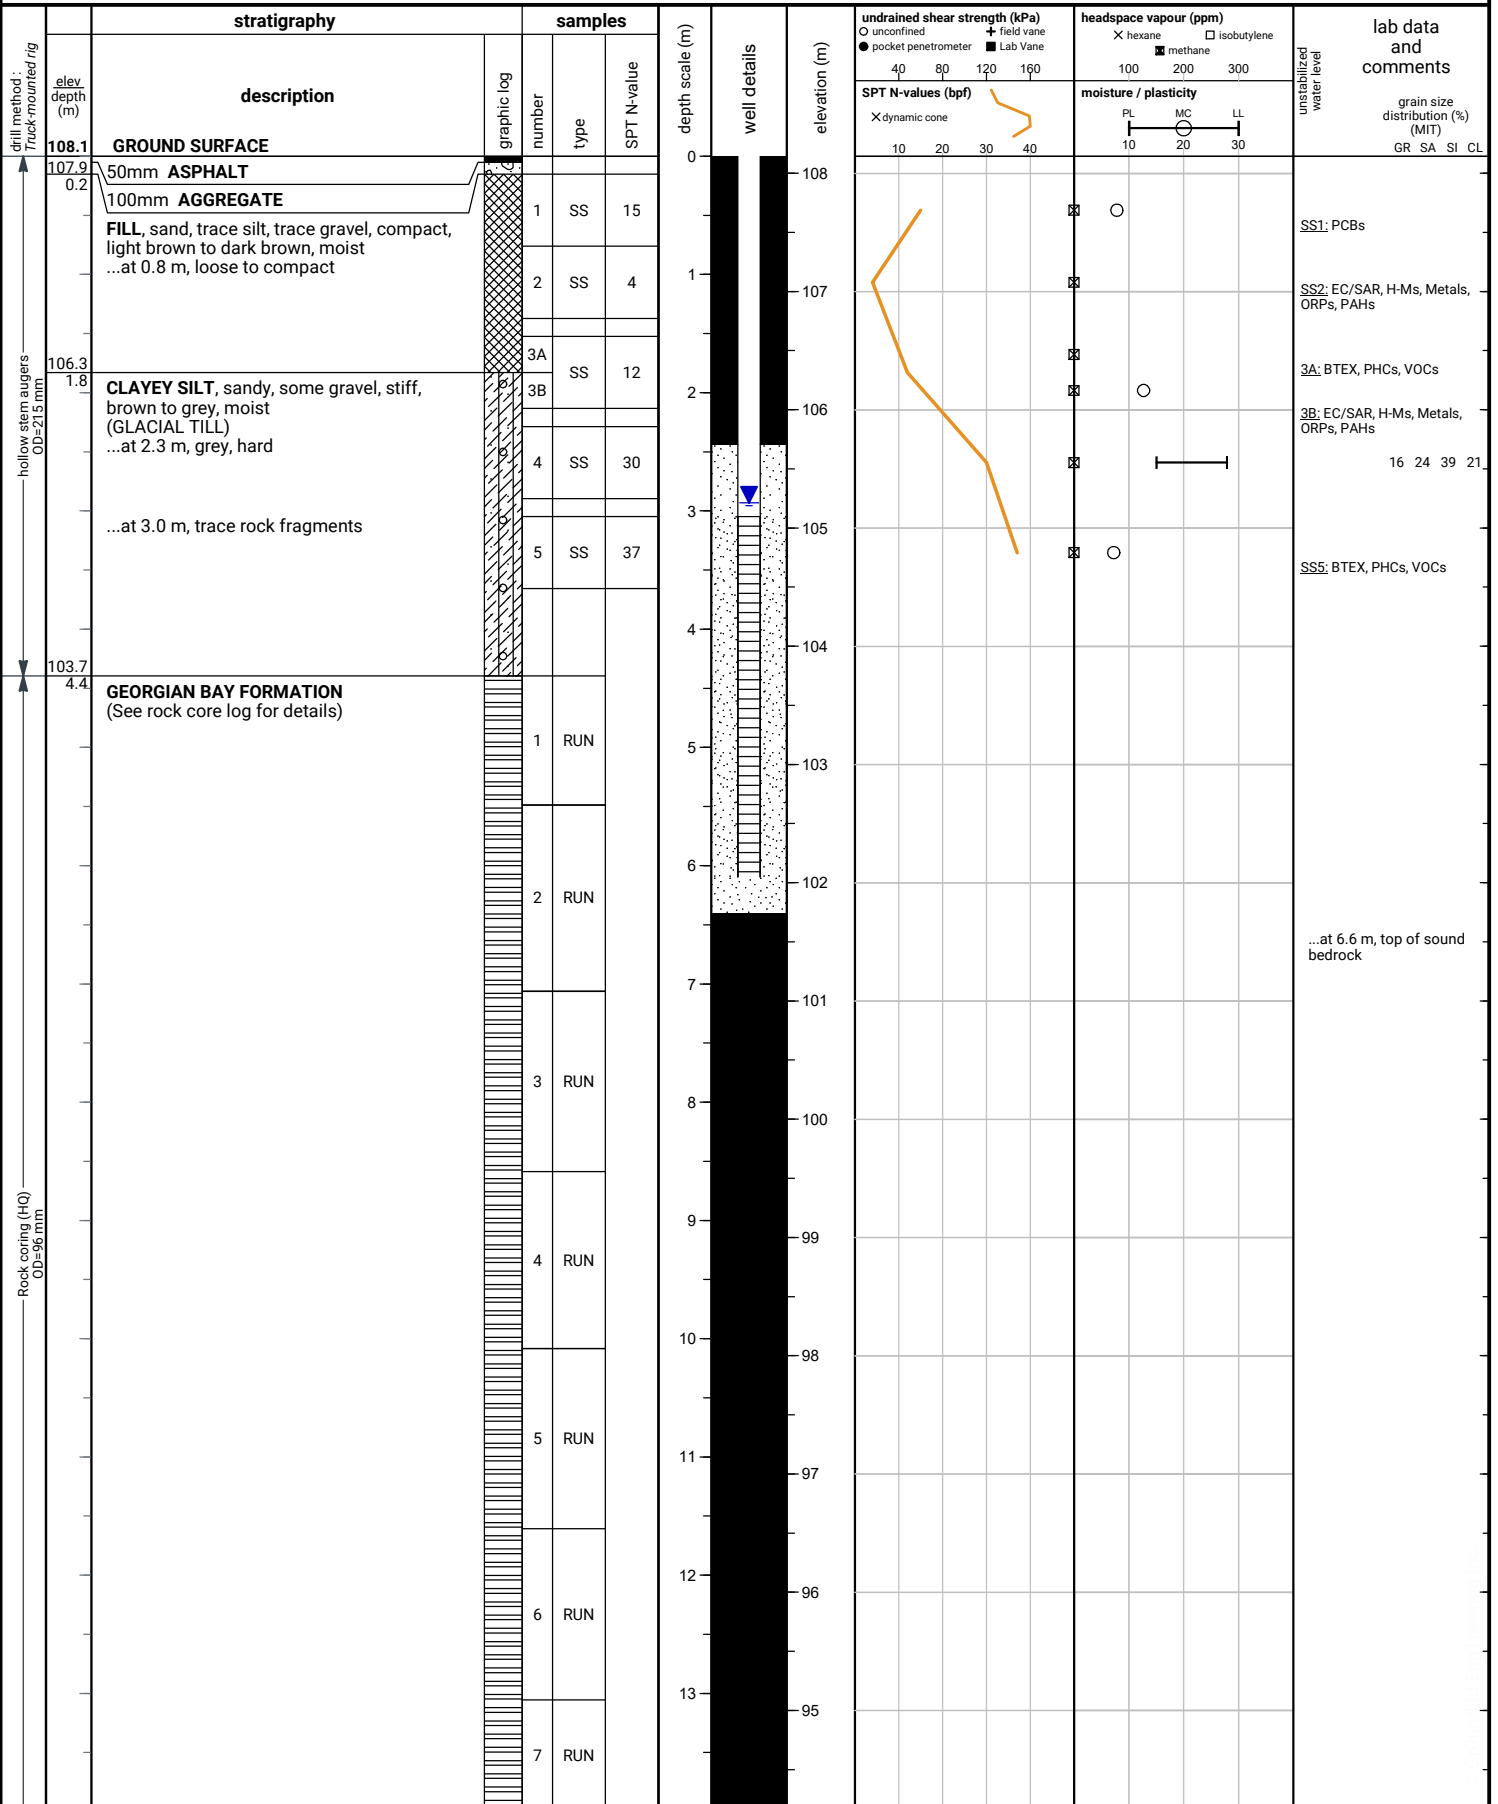 stratigraphy
samples
drill method :
Truck-mounted rig
elev
depth
(m)
description
graphic log
number
type
SPT N-value
depth scale (m)
well details
elevation (m)
undrained shear strength (kPa)
unconfined
field vane
pocket penetrometer
Lab Vane
40 80 120 160
SPT N-values (bpf)
dynamic cone
10 20 30 40
headspace vapour (ppm)
hexane
isobutylene
methane
100 200 300
moisture / plasticity
PL MC LL
10 20 30
unstabilized
water level
lab data
and
comments
grain size
distribution (%)
(MIT)
GR SA SI CL
108.1 GROUND SURFACE
107.9
0.2
50mm ASPHALT
100mm AGGREGATE
FILL, sand, trace silt, trace gravel, compact,
light brown to dark brown, moist
...at 0.8 m, loose to compact
106.3
1.8
CLAYEY SILT, sandy, some gravel, stiff,
brown to grey, moist
(GLACIAL TILL)
...at 2.3 m, grey, hard
...at 3.0 m, trace rock fragments
103.7
4.4
GEORGIAN BAY FORMATION
(See rock core log for details)
hollow stem augers
OD=215 mm
Rock coring (HQ)
OD=96 mm
1 SS 15
2 SS 4
3A
SS 12
3B
4 SS 30
5 SS 37
1 RUN
2 RUN
3 RUN
4 RUN
5 RUN
6 RUN
7 RUN
0
1
2
3
4
5
6
7
8
9
10
11
12
13
108
107
106
105
104
103
102
101
100
99
98
97
96
95
SS1: PCBs
SS2: EC/SAR, H-Ms, Metals,
ORPs, PAHs
3A: BTEX, PHCs, VOCs
3B: EC/SAR, H-Ms, Metals,
ORPs, PAHs
16 24 39 21
SS5: BTEX, PHCs, VOCs
...at 6.6 m, top of sound
bedrock